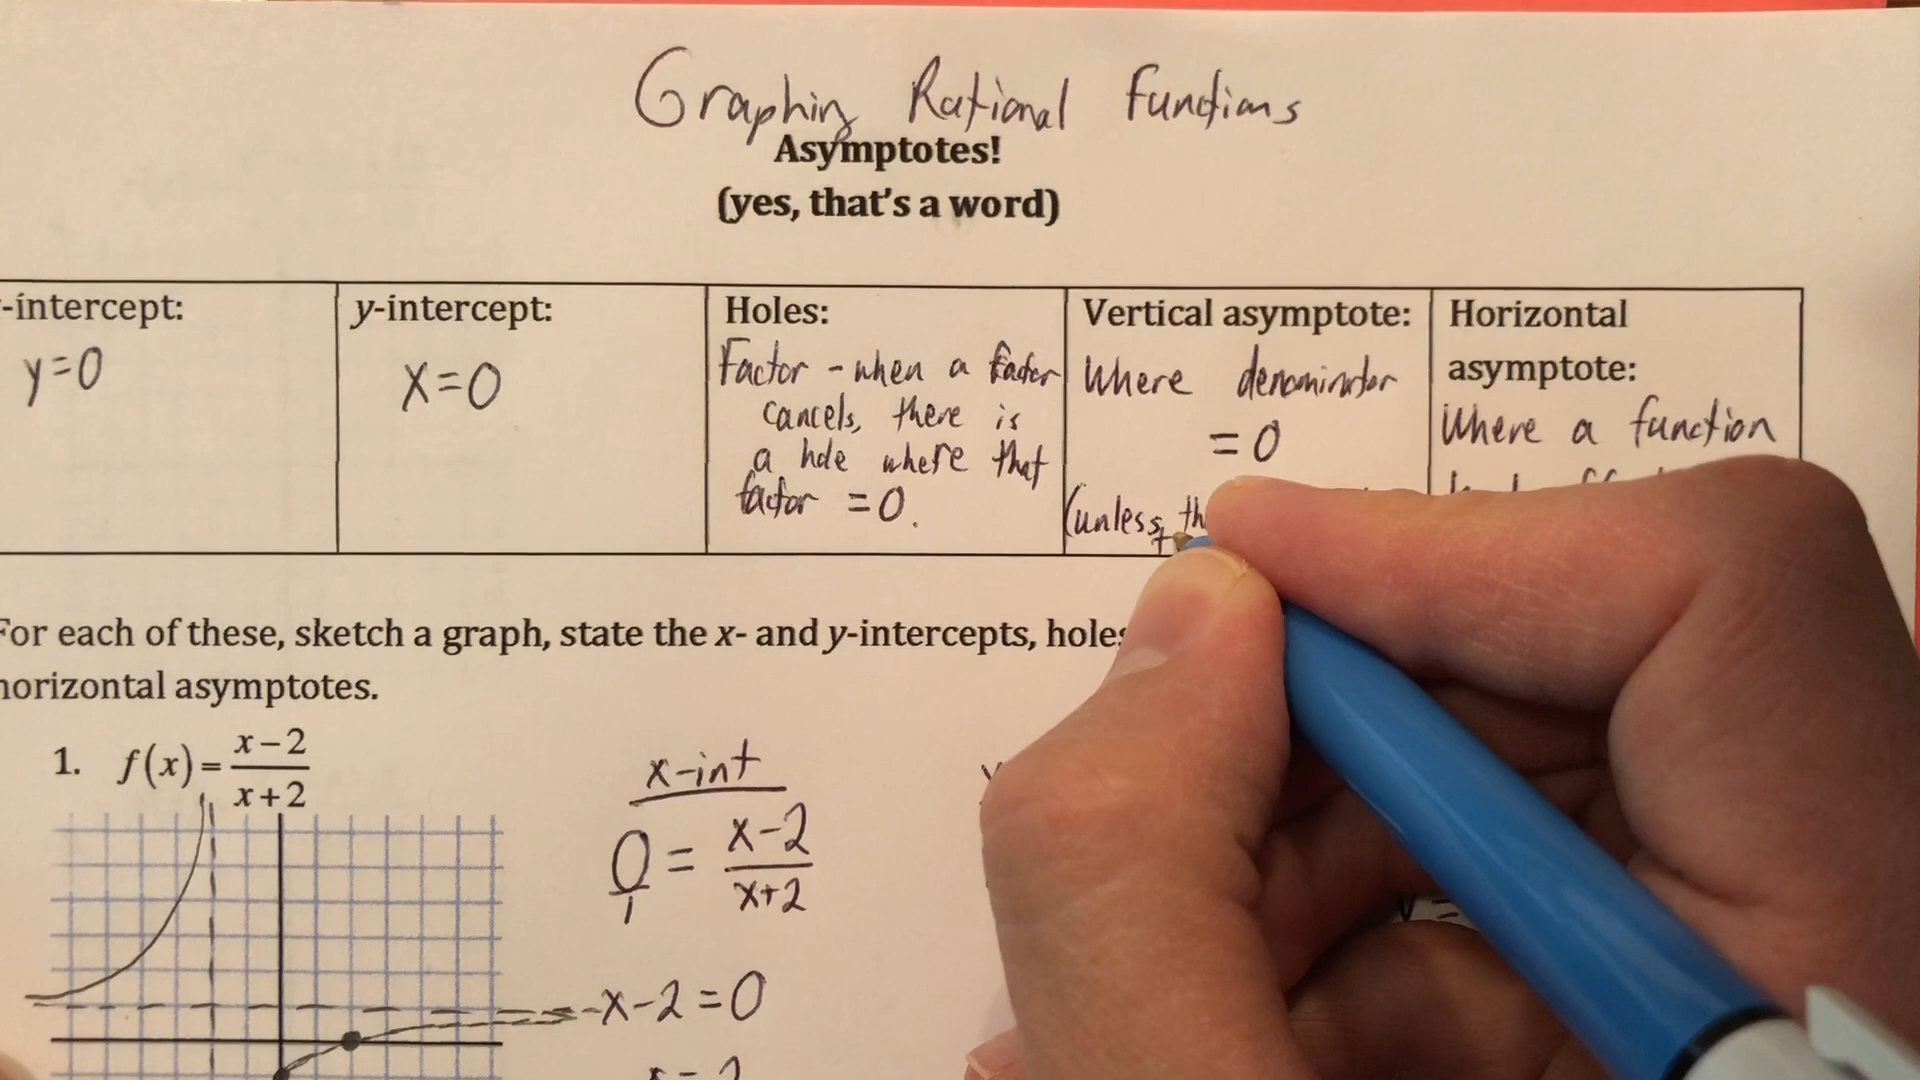 Graphing Rational Functions
Asymptotes!
(yes, that's a word)
-intercept:
y=0
y-intercept:
x=0
Holes:
Factor - when a factor
cancels, there is
a hole where that
factor =0.
Vertical asymptote:
Where denominator
=0
(unless
Horizontal
asymptote:
Where a function
For each of these, sketch a graph, state the x- and y-intercepts, holes
horizontal asymptotes.
1. f(x)= x-2 / x+2
x-int
0/1 = x-2 / x+2
x-2=0